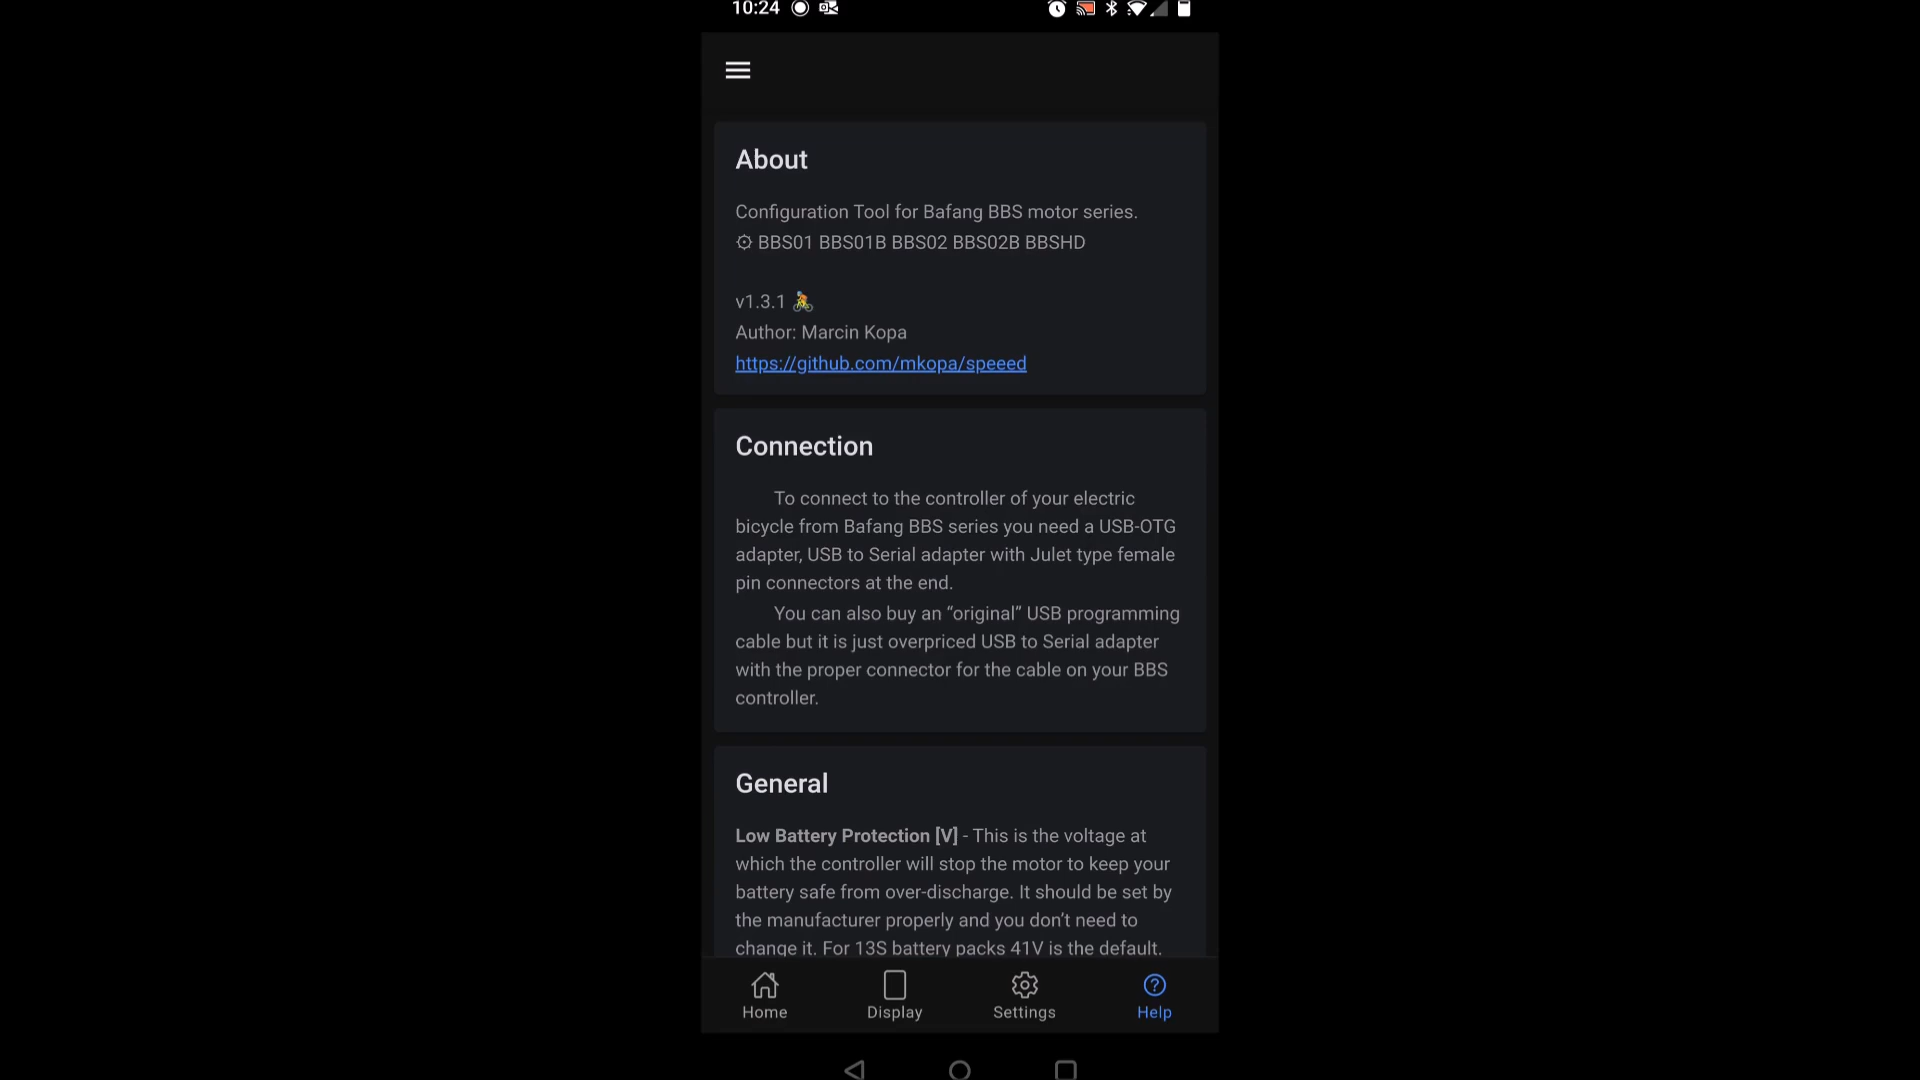 10:24
About
Configuration Tool for Bafang BBS motor series.
BBS01 BBS01B BBS02 BBS02B BBSHD
v1.3.1 🚴
Author: Marcin Kopa
https://github.com/mkopa/speeed
Connection
To connect to the controller of your electric
bicycle from Bafang BBS series you need a USB-OTG
adapter, USB to Serial adapter with Julet type female
pin connectors at the end.
You can also buy an “original” USB programming
cable but it is just overpriced USB to Serial adapter
with the proper connector for the cable on your BBS
controller.
General
Low Battery Protection [V] - This is the voltage at
which the controller will stop the motor to keep your
battery safe from over-discharge. It should be set by
the manufacturer properly and you don’t need to
change it. For 13S battery packs 41V is the default.
Home
Display
Settings
Help